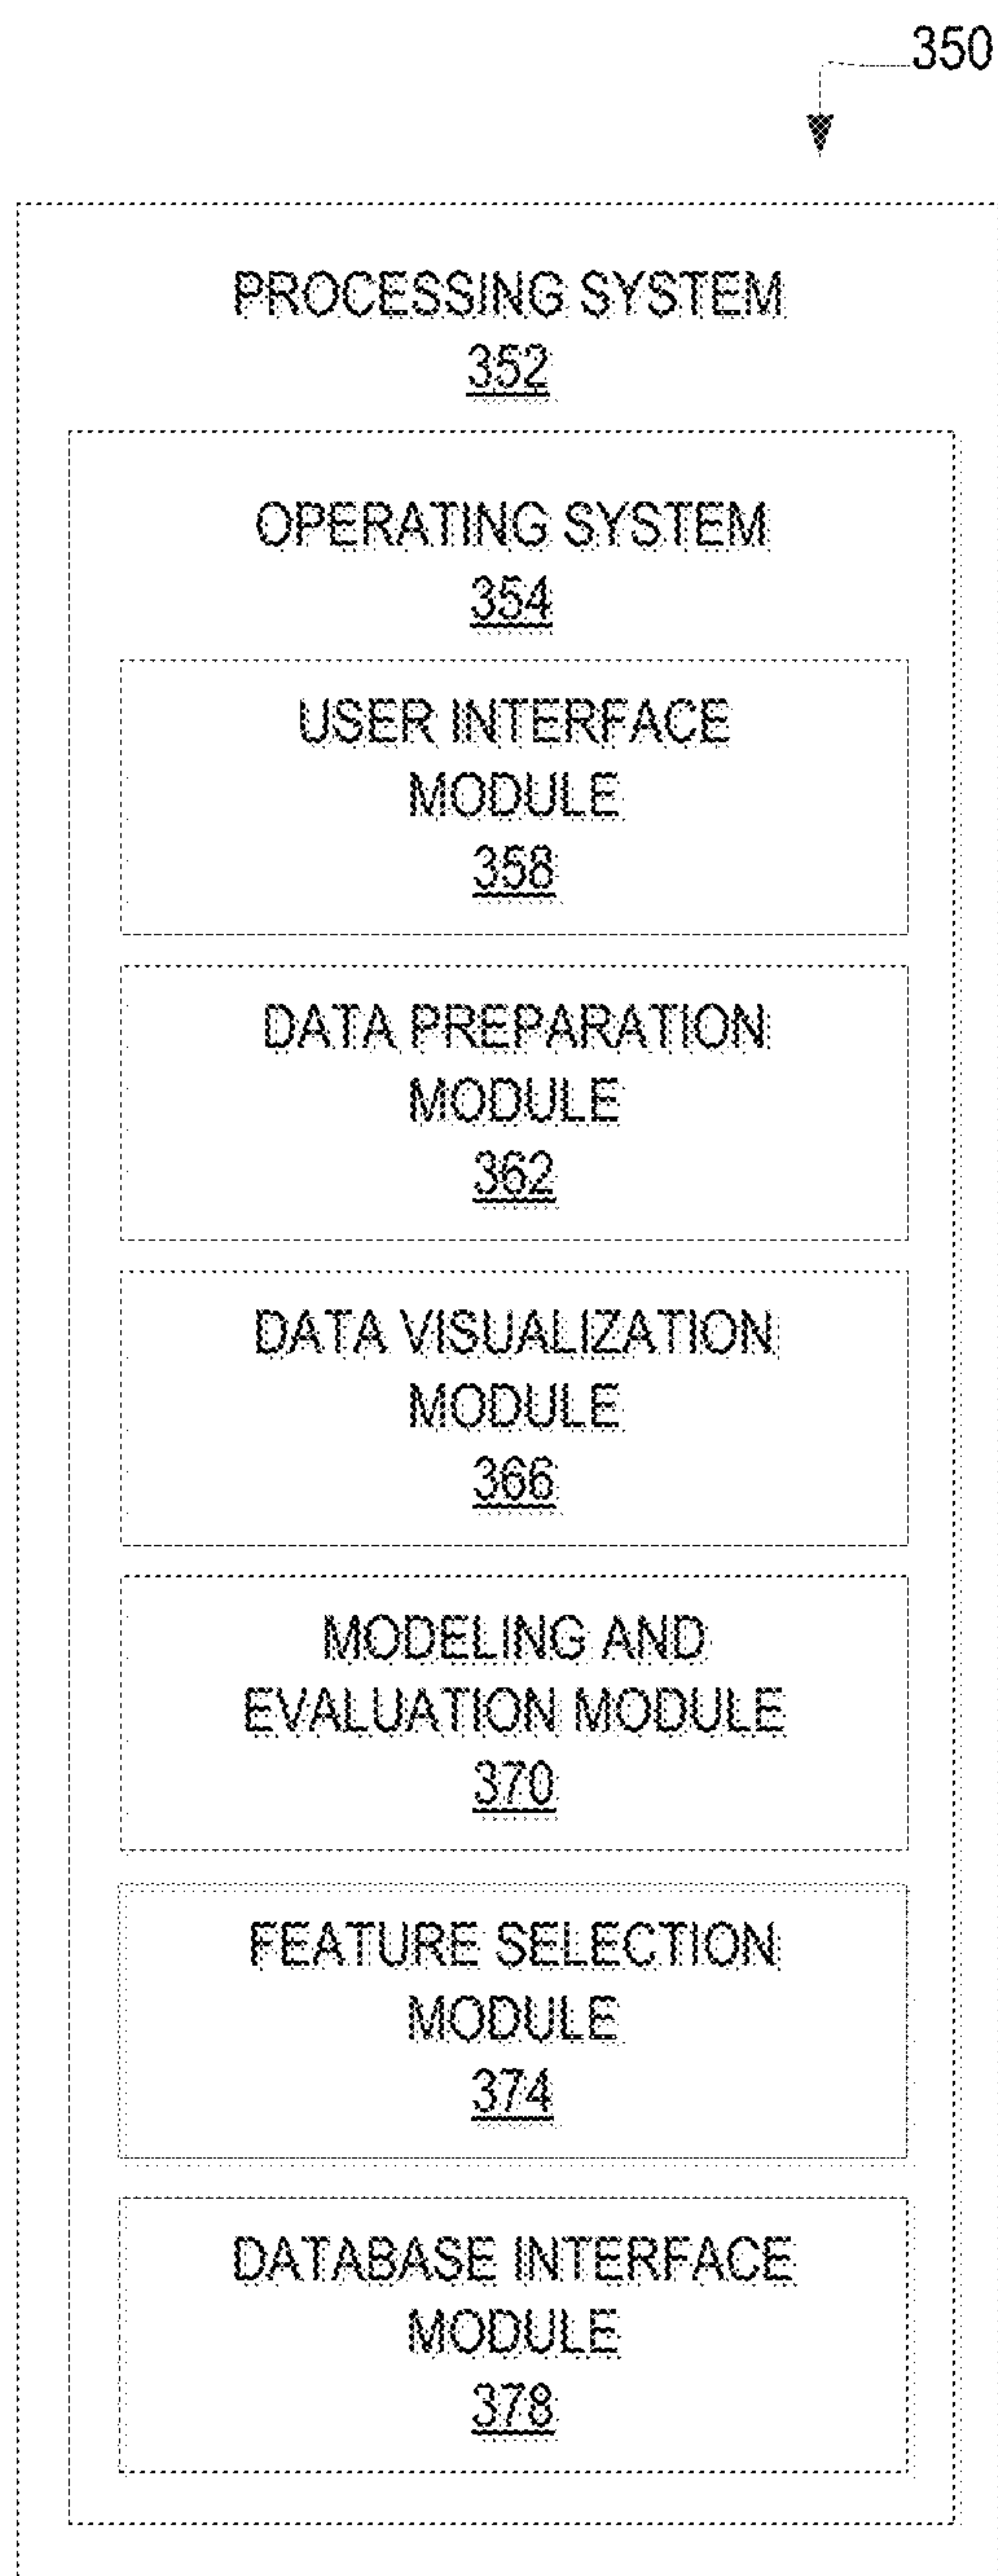 350
PROCESSING SYSTEM
352
OPERATING SYSTEM
354
USER INTERFACE
MODULE
358
DATA PREPARATION
MODULE
362
DATA VISUALIZATION
MODULE
366
MODELING AND
EVALUATION MODULE
370
FEATURE SELECTION
MODULE
374
DATABASE INTERFACE
MODULE
378